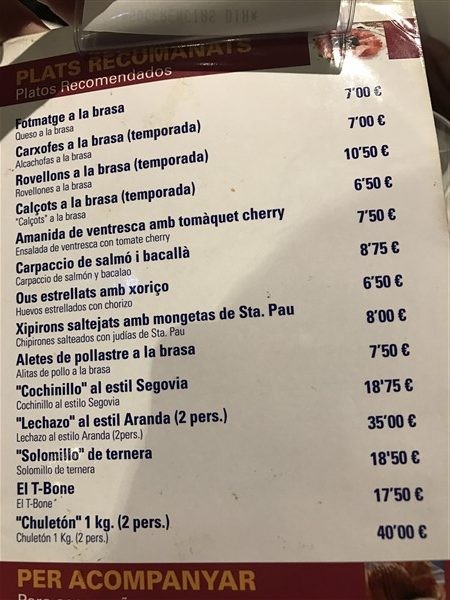 PLATS RECOMANATS
Platos Recomendados
Fotmatge a la brasa 7'00 €
Queso a la brasa
Carxofes a la brasa (temporada) 7'00 €
Alcachofas a la brasa
Rovellons a la brasa (temporada) 10'50 €
Rovellones a la brasa
Calçots a la brasa (temporada) 6'50 €
"Calçots" a la brasa
Amanida de ventresca amb tomàquet cherry 7'50 €
Ensalada de ventresca con tomate cherry
Carpaccio de salmó i bacallà 8'75 €
Carpaccio de salmón y bacalao
Ous estrellats amb xoriço 6'50 €
Huevos estrellados con chorizo
Xipirons saltejats amb mongetas de Sta. Pau 8'00 €
Chipirones salteados con judías de Sta. Pau
Aletes de pollastre a la brasa 7'50 €
Alitas de pollo a la brasa
"Cochinillo" al estil Segovia 18'75 €
Cochinillo al estilo Segovia
"Lechazo" al estil Aranda (2 pers.) 35'00 €
Lechazo al estilo Aranda (2pers.)
"Solomillo" de ternera 18'50 €
Solomillo de ternera
El T-Bone 17'50 €
El T-Bone
"Chuletón" 1 kg. (2 pers.) 40'00 €
Chuletón 1 Kg. (2 pers.)
PER ACOMPANYAR